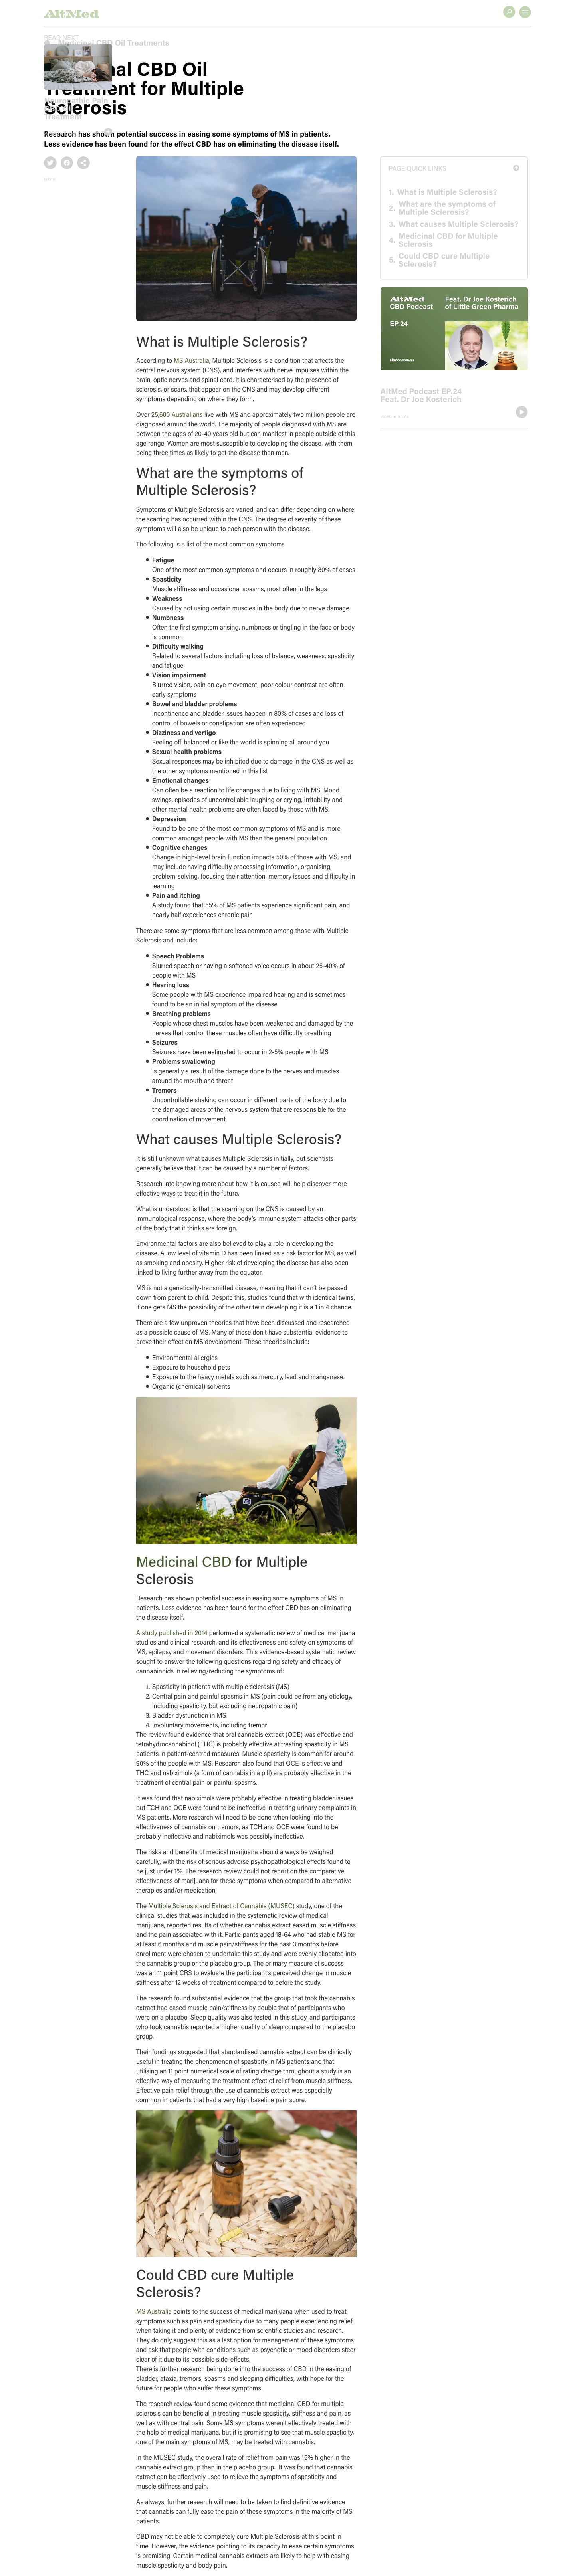 AltMed
READ NEXT
Medicinal CBD Oil Treatments
Neuropathic Pain
Treatment
nal CBD Oil
Treatment for Multiple
Sclerosis
Research has shown potential success in easing some symptoms of MS in patients.
Less evidence has been found for the effect CBD has on eliminating the disease itself.
PAGE QUICK LINKS
1. What is Multiple Sclerosis?
2. What are the symptoms of
Multiple Sclerosis?
3. What causes Multiple Sclerosis?
4. Medicinal CBD for Multiple
Sclerosis
5. Could CBD cure Multiple
Sclerosis?
AltMed
CBD Podcast
EP.24
altmed.com.au
Feat. Dr Joe Kosterich
of Little Green Pharma
AltMed Podcast EP.24
Feat. Dr Joe Kosterich
What is Multiple Sclerosis?
According to MS Australia, Multiple Sclerosis is a condition that affects the
central nervous system (CNS), and interferes with nerve impulses within the
brain, optic nerves and spinal cord. It is characterised by the presence of
sclerosis, or scars, that appear on the CNS and may develop different
symptoms depending on where they form.
Over 25,600 Australians live with MS and approximately two million people are
diagnosed around the world. The majority of people diagnosed with MS are
between the ages of 20-40 years old but can manifest in people outside of this
age range. Women are most susceptible to developing the disease, with them
being three times as likely to get the disease than men.
What are the symptoms of
Multiple Sclerosis?
Symptoms of Multiple Sclerosis are varied, and can differ depending on where
the scarring has occurred within the CNS. The degree of severity of these
symptoms will also be unique to each person with the disease.
The following is a list of the most common symptoms
Fatigue
One of the most common symptoms and occurs in roughly 80% of cases
Spasticity
Muscle stiffness and occasional spasms, most often in the legs
Weakness
Caused by not using certain muscles in the body due to nerve damage
Numbness
Often the first symptom arising, numbness or tingling in the face or body
is common
Difficulty walking
Related to several factors including loss of balance, weakness, spasticity
and fatigue
Vision impairment
Blurred vision, pain on eye movement, poor colour contrast are often
early symptoms
Bowel and bladder problems
Incontinence and bladder issues happen in 80% of cases and loss of
control of bowels or constipation are often experienced
Dizziness and vertigo
Feeling off-balanced or like the world is spinning all around you
Sexual health problems
Sexual responses may be inhibited due to damage in the CNS as well as
the other symptoms mentioned in this list
Emotional changes
Can often be a reaction to life changes due to living with MS. Mood
swings, episodes of uncontrollable laughing or crying, irritability and
other mental health problems are often faced by those with MS.
Depression
Found to be one of the most common symptoms of MS and is more
common amongst people with MS than the general population
Cognitive changes
Change in high-level brain function impacts 50% of those with MS, and
may include having difficulty processing information, organising,
problem-solving, focusing their attention, memory issues and difficulty in
learning
Pain and itching
A study found that 55% of MS patients experience significant pain, and
nearly half experiences chronic pain
There are some symptoms that are less common among those with Multiple
Sclerosis and include:
Speech Problems
Slurred speech or having a softened voice occurs in about 25-40% of
people with MS
Hearing loss
Some people with MS experience impaired hearing and is sometimes
found to be an initial symptom of the disease
Breathing problems
People whose chest muscles have been weakened and damaged by the
nerves that control these muscles often have difficulty breathing
Seizures
Seizures have been estimated to occur in 2-5% people with MS
Problems swallowing
Is generally a result of the damage done to the nerves and muscles
around the mouth and throat
Tremors
Uncontrollable shaking can occur in different parts of the body due to
the damaged areas of the nervous system that are responsible for the
coordination of movement
What causes Multiple Sclerosis?
It is still unknown what causes Multiple Sclerosis initially, but scientists
generally believe that it can be caused by a number of factors.
Research into knowing more about how it is caused will help discover more
effective ways to treat it in the future.
What is understood is that the scarring on the CNS is caused by an
immunological response, where the body's immune system attacks other parts
of the body that it thinks are foreign.
Environmental factors are also believed to play a role in developing the
disease. A low level of vitamin D has been linked as a risk factor for MS, as well
as smoking and obesity. Higher risk of developing the disease has also been
linked to living further away from the equator.
MS is not a genetically-transmitted disease, meaning that it can't be passed
down from parent to child. Despite this, studies found that with identical twins,
if one gets MS the possibility of the other twin developing it is a 1 in 4 chance.
There are a few unproven theories that have been discussed and researched
as a possible cause of MS. Many of these don't have substantial evidence to
prove their effect on MS development. These theories include:
Environmental allergies
Exposure to household pets
Exposure to the heavy metals such as mercury, lead and manganese.
Organic (chemical) solvents
Medicinal CBD for Multiple
Sclerosis
Research has shown potential success in easing some symptoms of MS in
patients. Less evidence has been found for the effect CBD has on eliminating
the disease itself.
A study published in 2014 performed a systematic review of medical marijuana
studies and clinical research, and its effectiveness and safety on symptoms of
MS, epilepsy and movement disorders. This evidence-based systematic review
sought to answer the following questions regarding safety and efficacy of
cannabinoids in relieving/reducing the symptoms of:
1. Spasticity in patients with multiple sclerosis (MS)
2. Central pain and painful spasms in MS (pain could be from any etiology,
including spasticity, but excluding neuropathic pain)
3. Bladder dysfunction in MS
4. Involuntary movements, including tremor
The review found evidence that oral cannabis extract (OCE) was effective and
tetrahydrocannabinol (THC) is probably effective at treating spasticity in MS
patients in patient-centred measures. Muscle spasticity is common for around
90% of the people with MS. Research also found that OCE is effective and
THC and nabiximols (a form of cannabis in a pill) are probably effective in the
treatment of central pain or painful spasms.
It was found that nabiximols were probably effective in treating bladder issues
but TCH and OCE were found to be ineffective in treating urinary complaints in
MS patients. More research will need to be done when looking into the
effectiveness of cannabis on tremors, as TCH and OCE were found to be
probably ineffective and nabiximols was possibly ineffective.
The risks and benefits of medical marijuana should always be weighed
carefully, with the risk of serious adverse psychopathological effects found to
be just under 1%. The research review could not report on the comparative
effectiveness of marijuana for these symptoms when compared to alternative
therapies and/or medication.
The Multiple Sclerosis and Extract of Cannabis (MUSEC) study, one of the
clinical studies that was included in the systematic review of medical
marijuana, reported results of whether cannabis extract eased muscle stiffness
and the pain associated with it. Participants aged 18-64 who had stable MS for
at least 6 months and muscle pain/stiffness for the past 3 months before
enrollment were chosen to undertake this study and were evenly allocated into
the cannabis group or the placebo group. The primary measure of success
was an 11 point CRS to evaluate the participant's perceived change in muscle
stiffness after 12 weeks of treatment compared to before the study.
The research found substantial evidence that the group that took the cannabis
extract had eased muscle pain/stiffness by double that of participants who
were on a placebo. Sleep quality was also tested in this study, and participants
who took cannabis reported a higher quality of sleep compared to the placebo
group.
Their findings suggested that standardised cannabis extract can be clinically
useful in treating the phenomenon of spasticity in MS patients and that
utilising an 11 point numerical scale of rating change throughout a study is an
effective way of measuring the treatment effect of relief from muscle stiffness.
Effective pain relief through the use of cannabis extract was especially
common in patients that had a very high baseline pain score.
Could CBD cure Multiple
Sclerosis?
MS Australia points to the success of medical marijuana when used to treat
symptoms such as pain and spasticity due to many people experiencing relief
when taking it and plenty of evidence from scientific studies and research.
They do only suggest this as a last option for management of these symptoms
and ask that people with conditions such as psychotic or mood disorders steer
clear of it due to its possible side-effects.
There is further research being done into the success of CBD in the easing of
bladder, ataxia, tremors, spasms and sleeping difficulties, with hope for the
future for people who suffer these symptoms.
The research review found some evidence that medicinal CBD for multiple
sclerosis can be beneficial in treating muscle spasticity, stiffness and pain, as
well as with central pain. Some MS symptoms weren't effectively treated with
the help of medical marijuana, but it is promising to see that muscle spasticity,
one of the main symptoms of MS, may be treated with cannabis.
In the MUSEC study, the overall rate of relief from pain was 15% higher in the
cannabis extract group than in the placebo group. It was found that cannabis
extract can be effectively used to relieve the symptoms of spasticity and
muscle stiffness and pain.
As always, further research will need to be taken to find definitive evidence
that cannabis can fully ease the pain of these symptoms in the majority of MS
patients.
CBD may not be able to completely cure Multiple Sclerosis at this point in
time. However, the evidence pointing to its capacity to ease certain symptoms
is promising. Certain medical cannabis extracts are likely to help with easing
muscle spasticity and body pain.